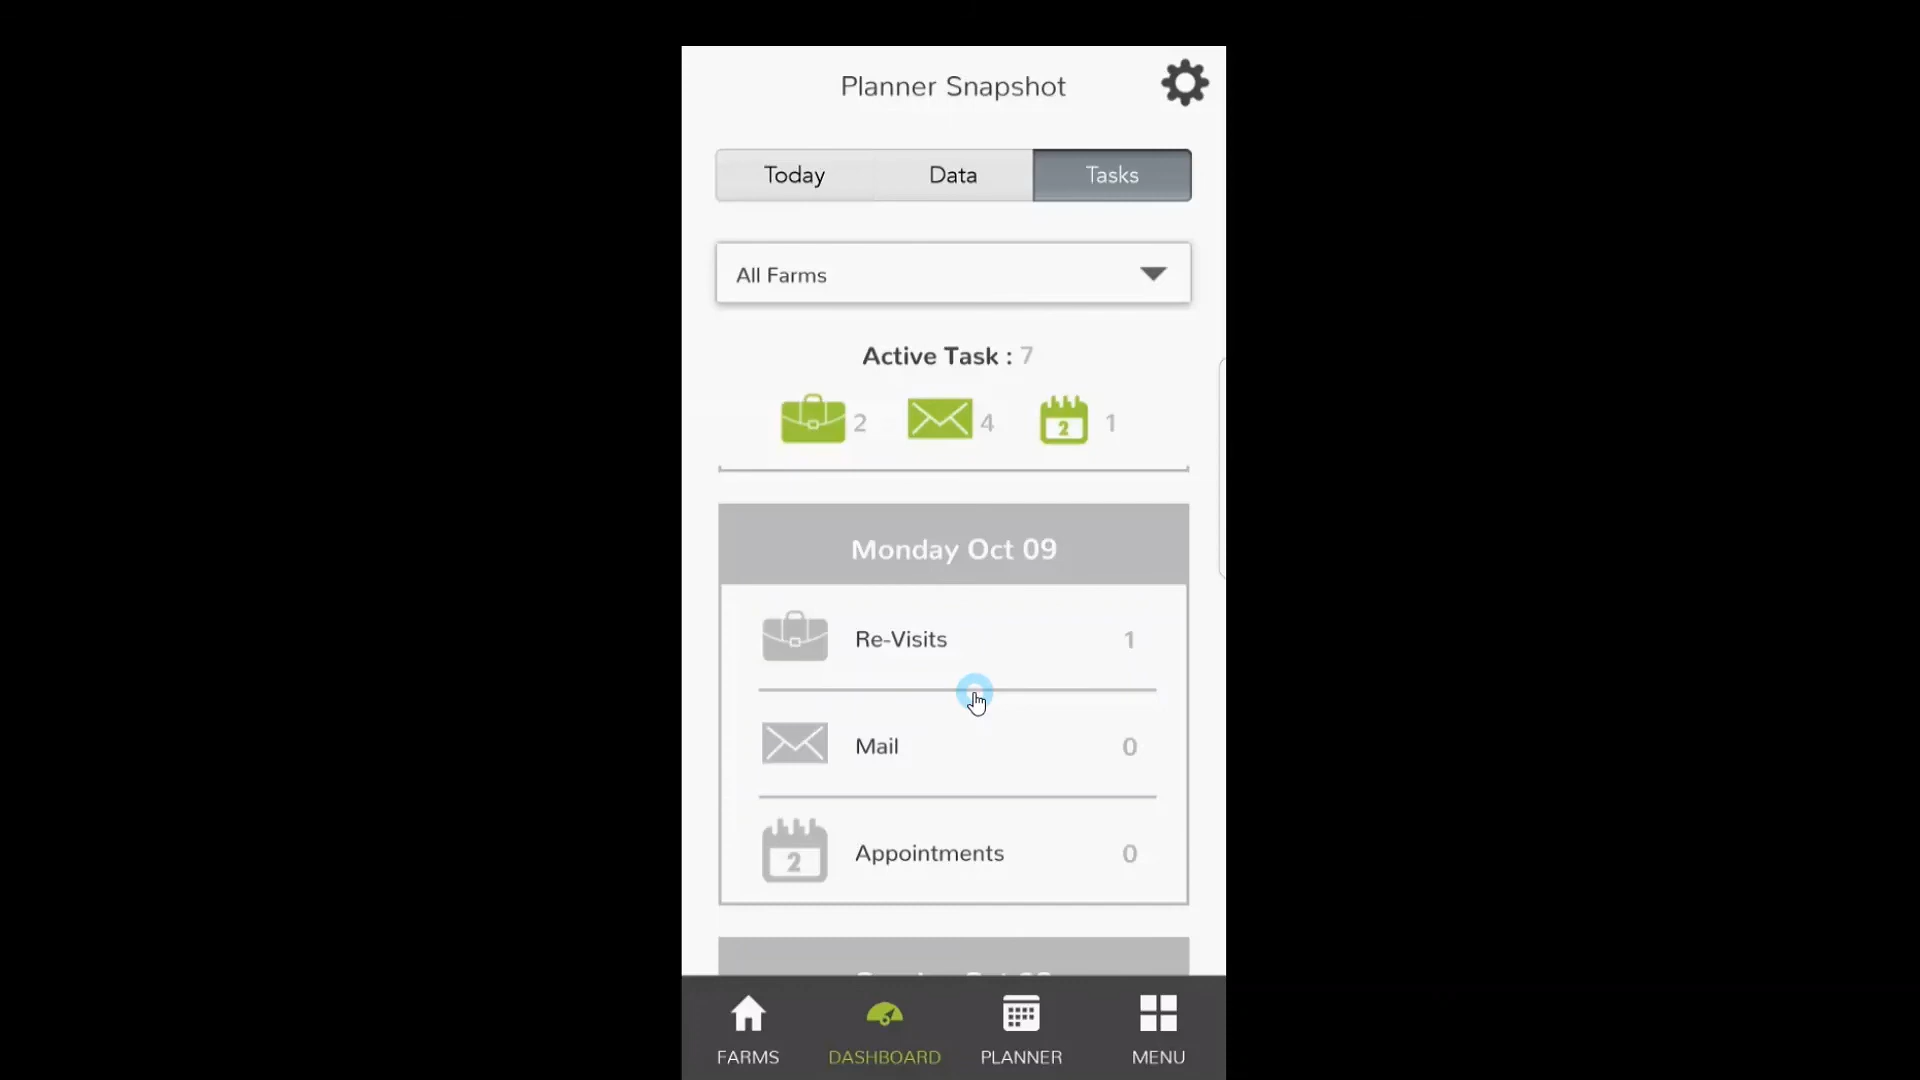 Planner Snapshot
Today Data Tasks
All Farms
Active Task : 7
2 4 2 1
Monday Oct 09
Re-Visits 1
Mail 0
2 Appointments 0
FARMS DASHBOARD PLANNER MENU